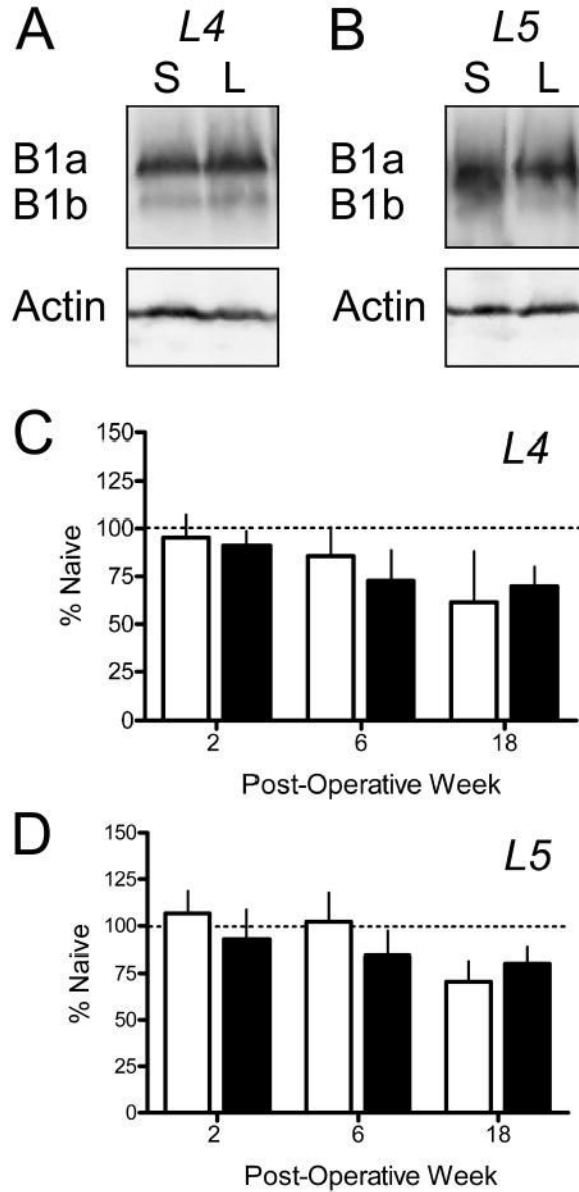 A L4
S L
B1a
B1b
Actin
B L5
S L
B1a
B1b
Actin
C
L4
% Naive
150
125
100
75
50
25
0
2 6 18
Post-Operative Week
D
L5
% Naive
150
125
100
75
50
25
0
2 6 18
Post-Operative Week